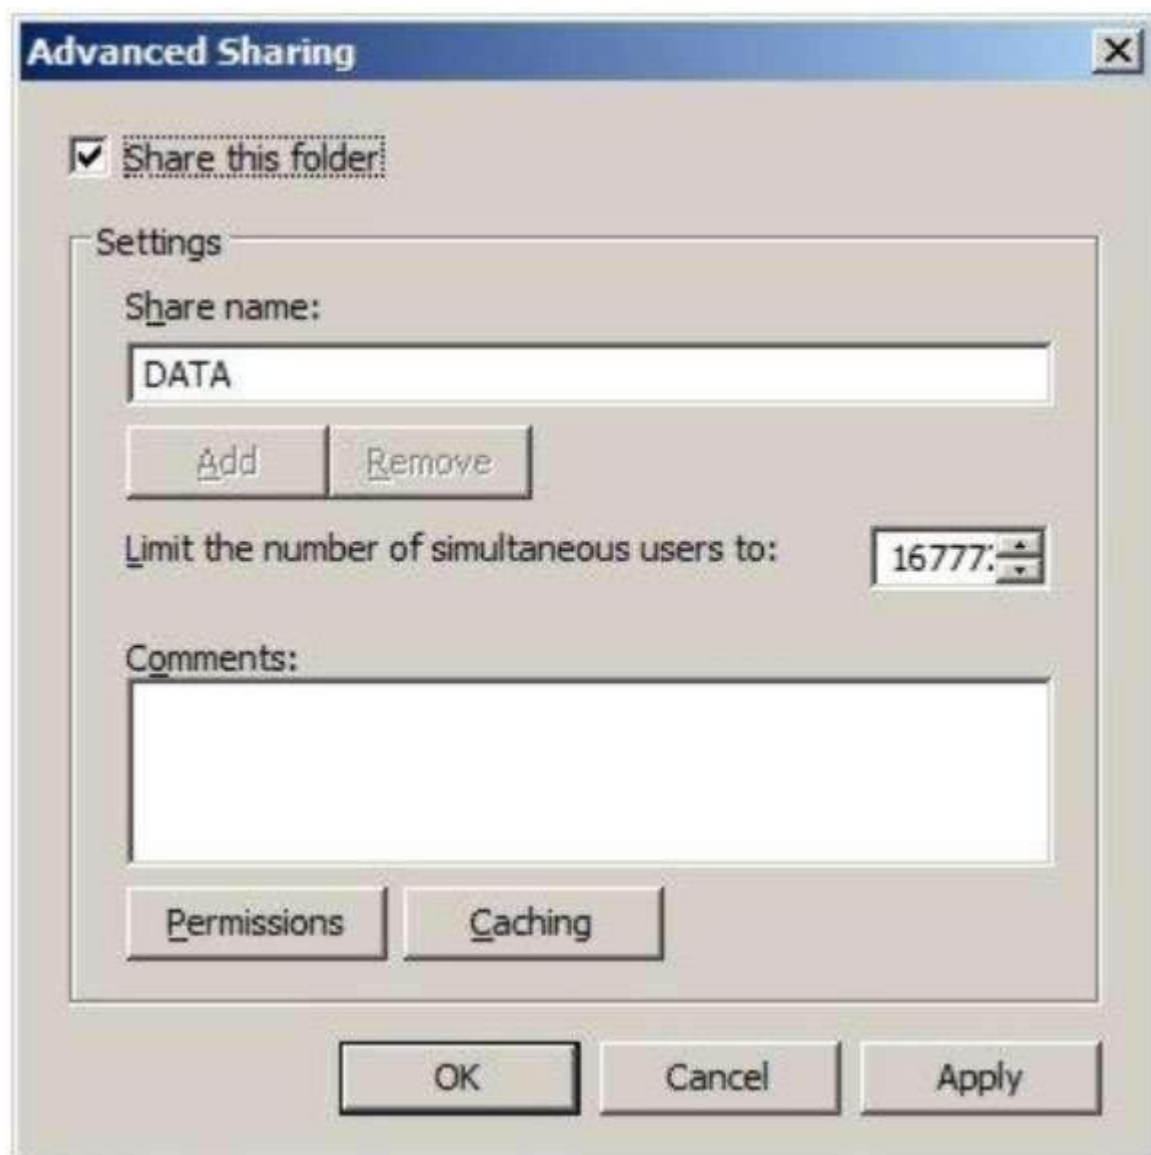 Advanced Sharing
Share this folder
Settings
Share name:
DATA
Add Remove
Limit the number of simultaneous users to:
16777
Comments:
Permissions Caching
OK Cancel Apply